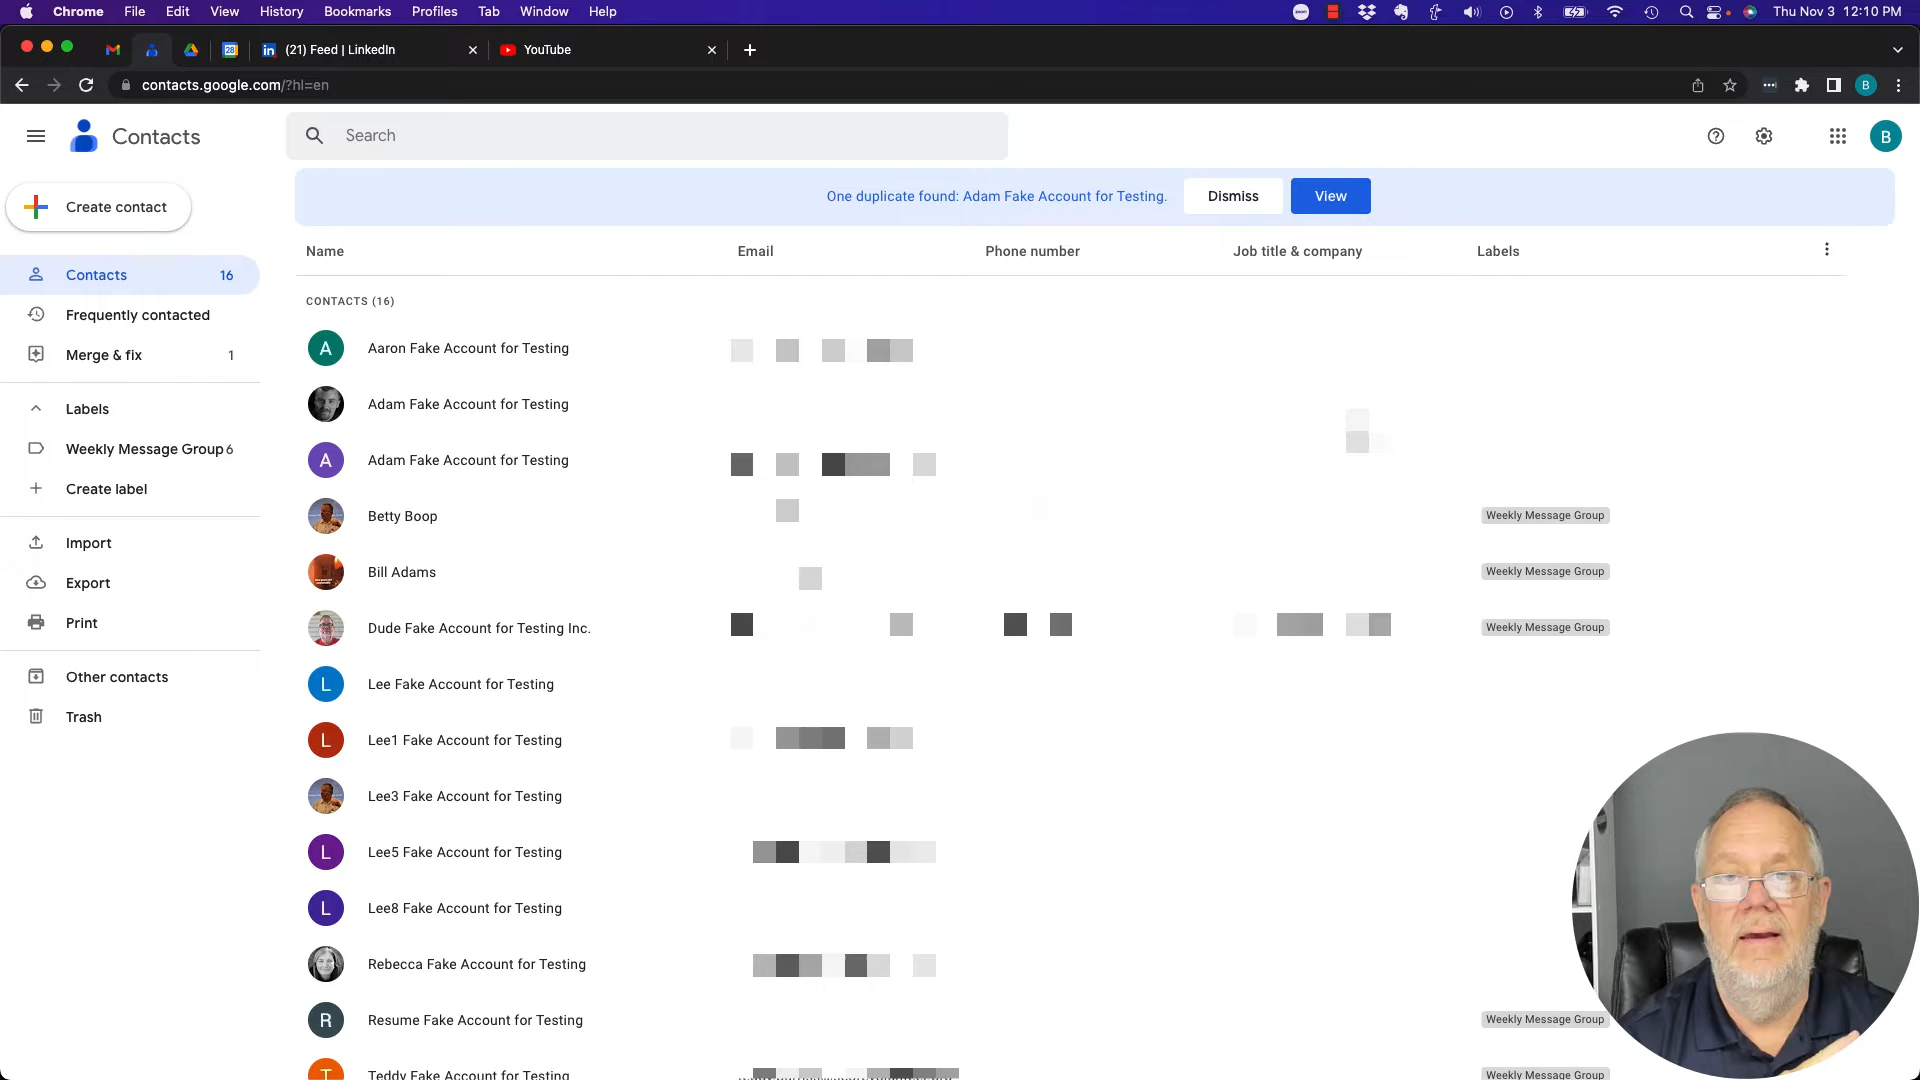 Chrome File Edit View History Bookmarks Profiles Tab Window Help Thu Nov 3 12:10 PM
28 (21) Feed | LinkedIn YouTube
contacts.google.com/?hl=en B
Contacts Search B
Create contact
One duplicate found: Adam Fake Account for Testing. Dismiss View
Name Email Phone number Job title & company Labels
Contacts 16
CONTACTS (16)
Frequently contacted
A Aaron Fake Account for Testing
Merge & fix 1
Labels
Adam Fake Account for Testing
Weekly Message Group 6
A Adam Fake Account for Testing
Create label
Betty Boop Weekly Message Group
Import
Bill Adams Weekly Message Group
Export
Print
Dude Fake Account for Testing Inc. Weekly Message Group
Other contacts
L Lee Fake Account for Testing
Trash
L Lee1 Fake Account for Testing
Lee3 Fake Account for Testing
L Lee5 Fake Account for Testing
L Lee8 Fake Account for Testing
Rebecca Fake Account for Testing
R Resume Fake Account for Testing Weekly Message Group
T Teddy Fake Account for Testing Weekly Message Group